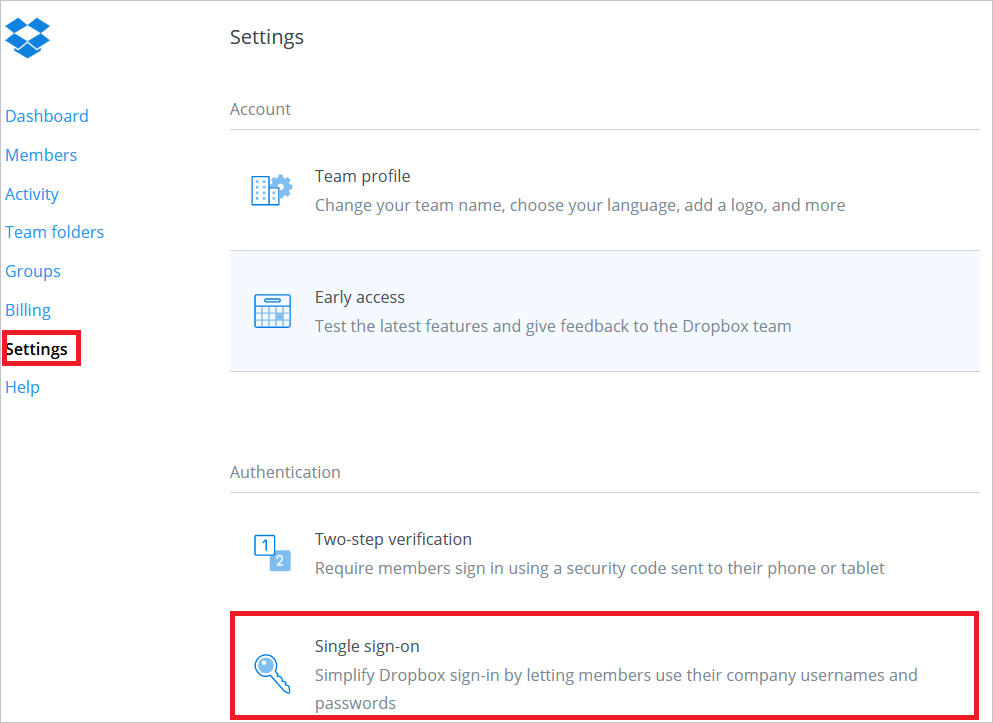 Settings
Account
Dashboard
Members
Activity
Team folders
Groups
Billing
Settings
Help
Team profile
Change your team name, choose your language, add a logo, and more
Early access
Test the latest features and give feedback to the Dropbox team
Authentication
1
2
Two-step verification
Require members sign in using a security code sent to their phone or tablet
Single sign-on
Simplify Dropbox sign-in by letting members use their company usernames and
passwords